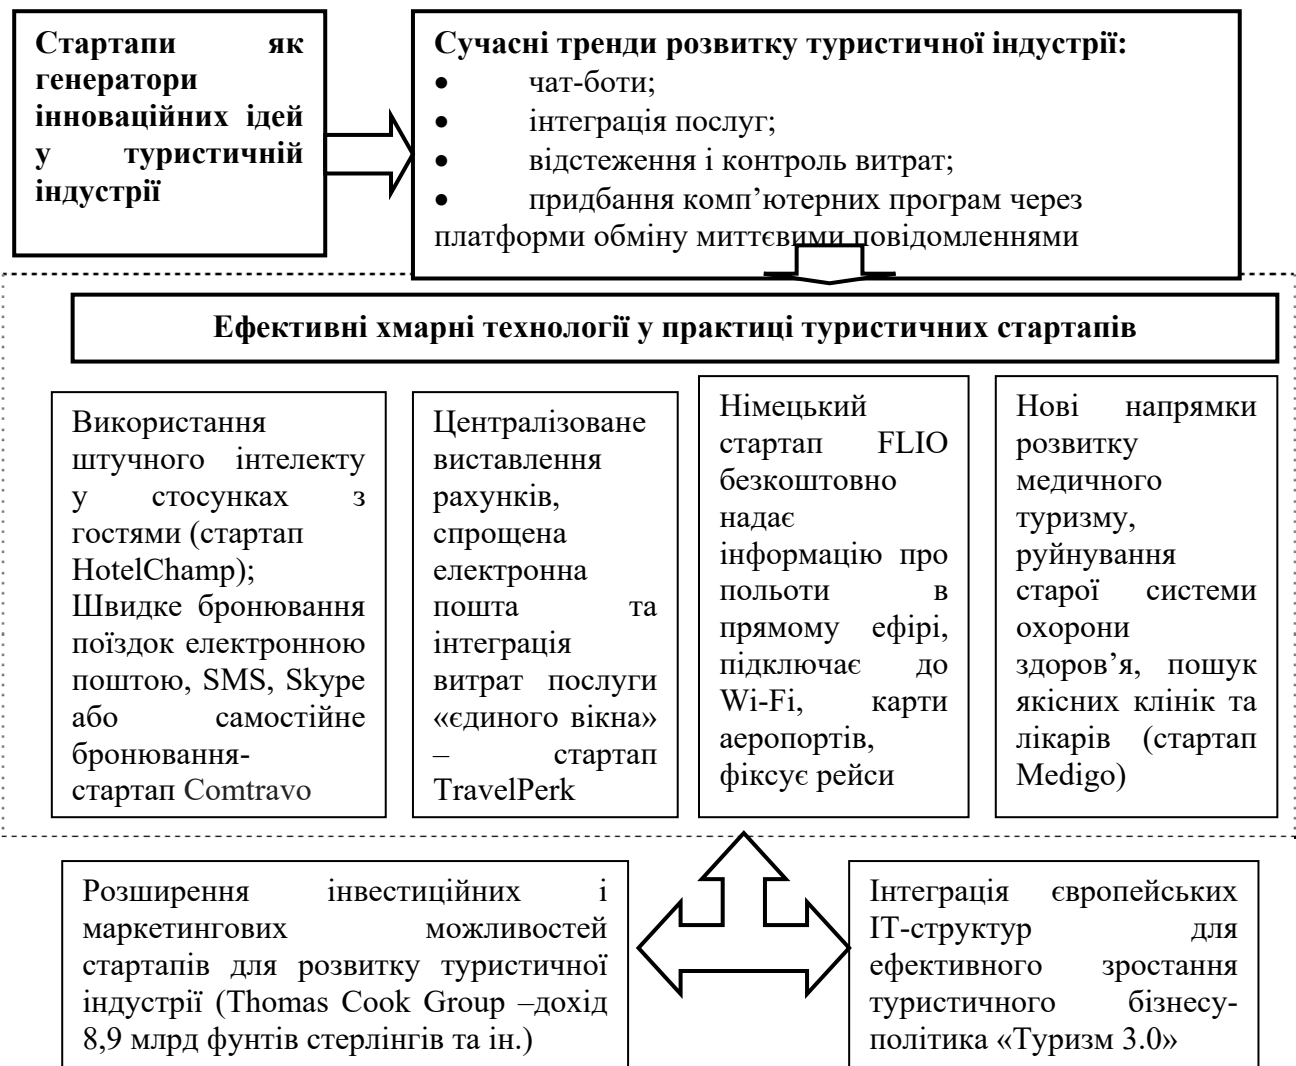 Стартапи як
генератори
інноваційних ідей
у туристичній
індустрії
Сучасні тренди розвитку туристичної індустрії:
• чат-боти;
• інтеграція послуг;
• відстеження і контроль витрат;
• придбання комп’ютерних програм через
платформи обміну миттєвими повідомленнями
Ефективні хмарні технології у практиці туристичних стартапів
Використання
штучного інтелекту
у стосунках з
гостями (стартап
HotelChamp);
Швидке бронювання
поїздок електронною
поштою, SMS, Skype
або самостійне
бронювання-
стартап Comtravo
Централізоване
виставлення
рахунків,
спрощена
електронна
пошта та
інтеграція
витрат послуги
«єдиного вікна»
– стартап
TravelPerk
Німецький
стартап FLIO
безкоштовно
надає
інформацію про
польоти в
прямому ефірі,
підключає до
Wi-Fi, карти
аеропортів,
фіксує рейси
Нові напрямки
розвитку
медичного
туризму,
руйнування
старої системи
охорони
здоров’я, пошук
якісних клінік та
лікарів (стартап
Medigo)
Розширення інвестиційних і
маркетингових можливостей
стартапів для розвитку туристичної
індустрії (Thomas Cook Group –дохід
8,9 млрд фунтів стерлінгів та ін.)
Інтеграція європейських
ІТ-структур для
ефективного зростання
туристичного бізнесу-
політика «Туризм 3.0»